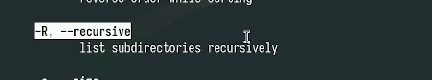 reverse order while sorting
-R, --recursive
list subdirectories recursively